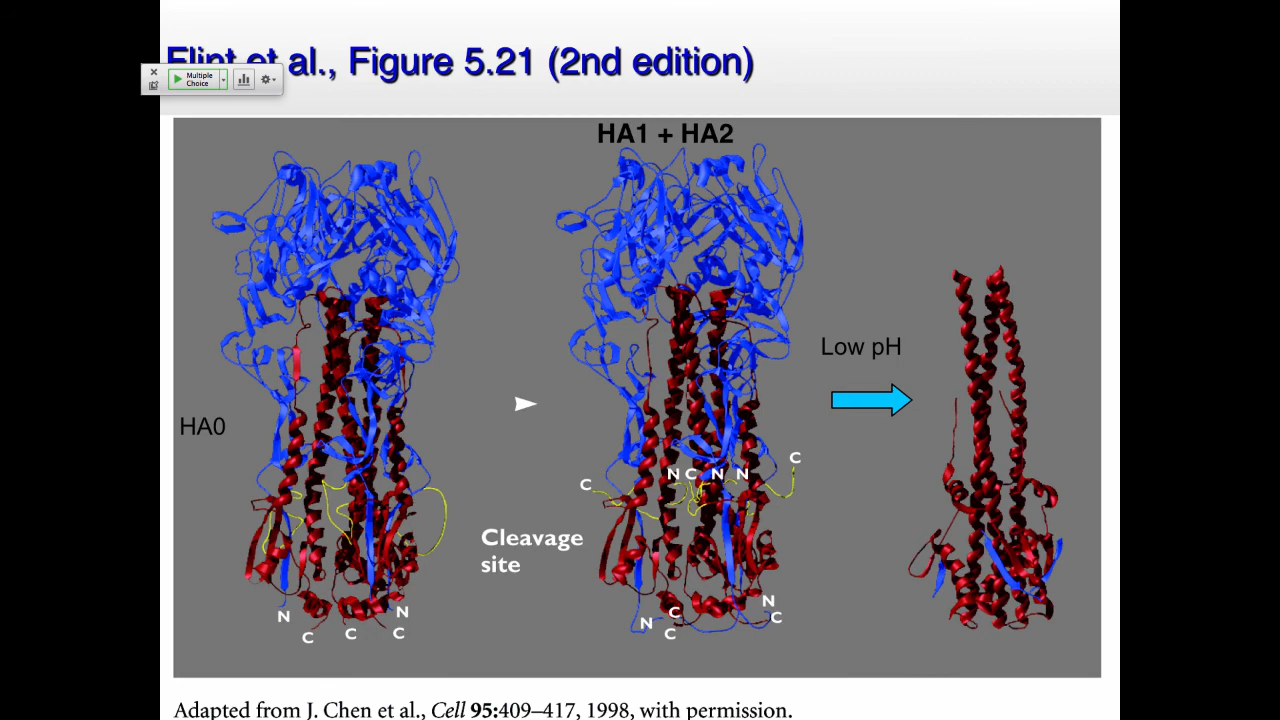 Flint et al., Figure 5.21 (2nd edition)
Multiple
Choice
HA1 + HA2
Low pH
HA0
C
N C N N
C
Cleavage
site
N
C
C
N
C
N
C
C
N
C
Adapted from J. Chen et al., Cell 95:409–417, 1998, with permission.